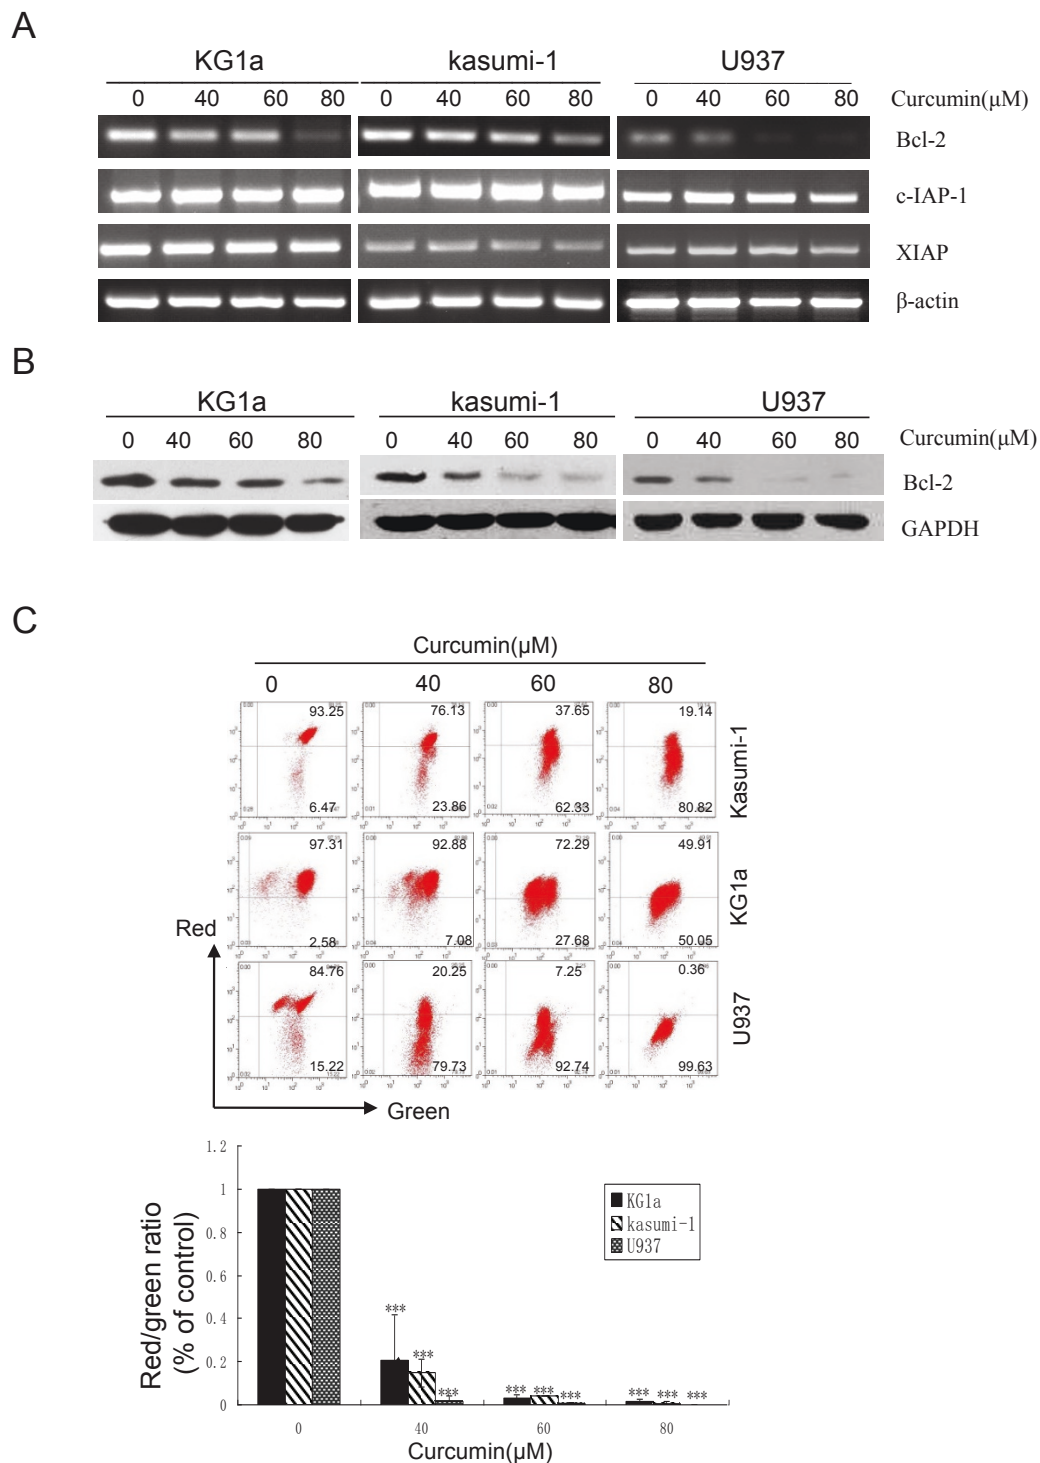 A
KG1a kasumi-1 U937
0 40 60 80 0 40 60 80 0 40 60 80 Curcumin(μM)
Bcl-2
c-IAP-1
XIAP
β-actin
B
KG1a kasumi-1 U937
0 40 60 80 0 40 60 80 0 40 60 80 Curcumin(μM)
Bcl-2
GAPDH
C
Curcumin(μM)
0 40 60 80
93.25 76.13 37.65 19.14
Kasumi-1
6.47 23.86 62.33 80.82
97.31 92.88 72.29 49.91
KG1a
Red
2.58 7.08 27.68 50.05
84.76 20.25 7.25 0.36
U937
15.22 79.73 92.74 99.63
Green
Red/green ratio
(% of control)
1.2
1
0.8
0.6
0.4
0.2
0
KG1a
kasumi-1
U937
*** *** ***
*** *** ***
*** *** ***
0 40 60 80
Curcumin(μM)